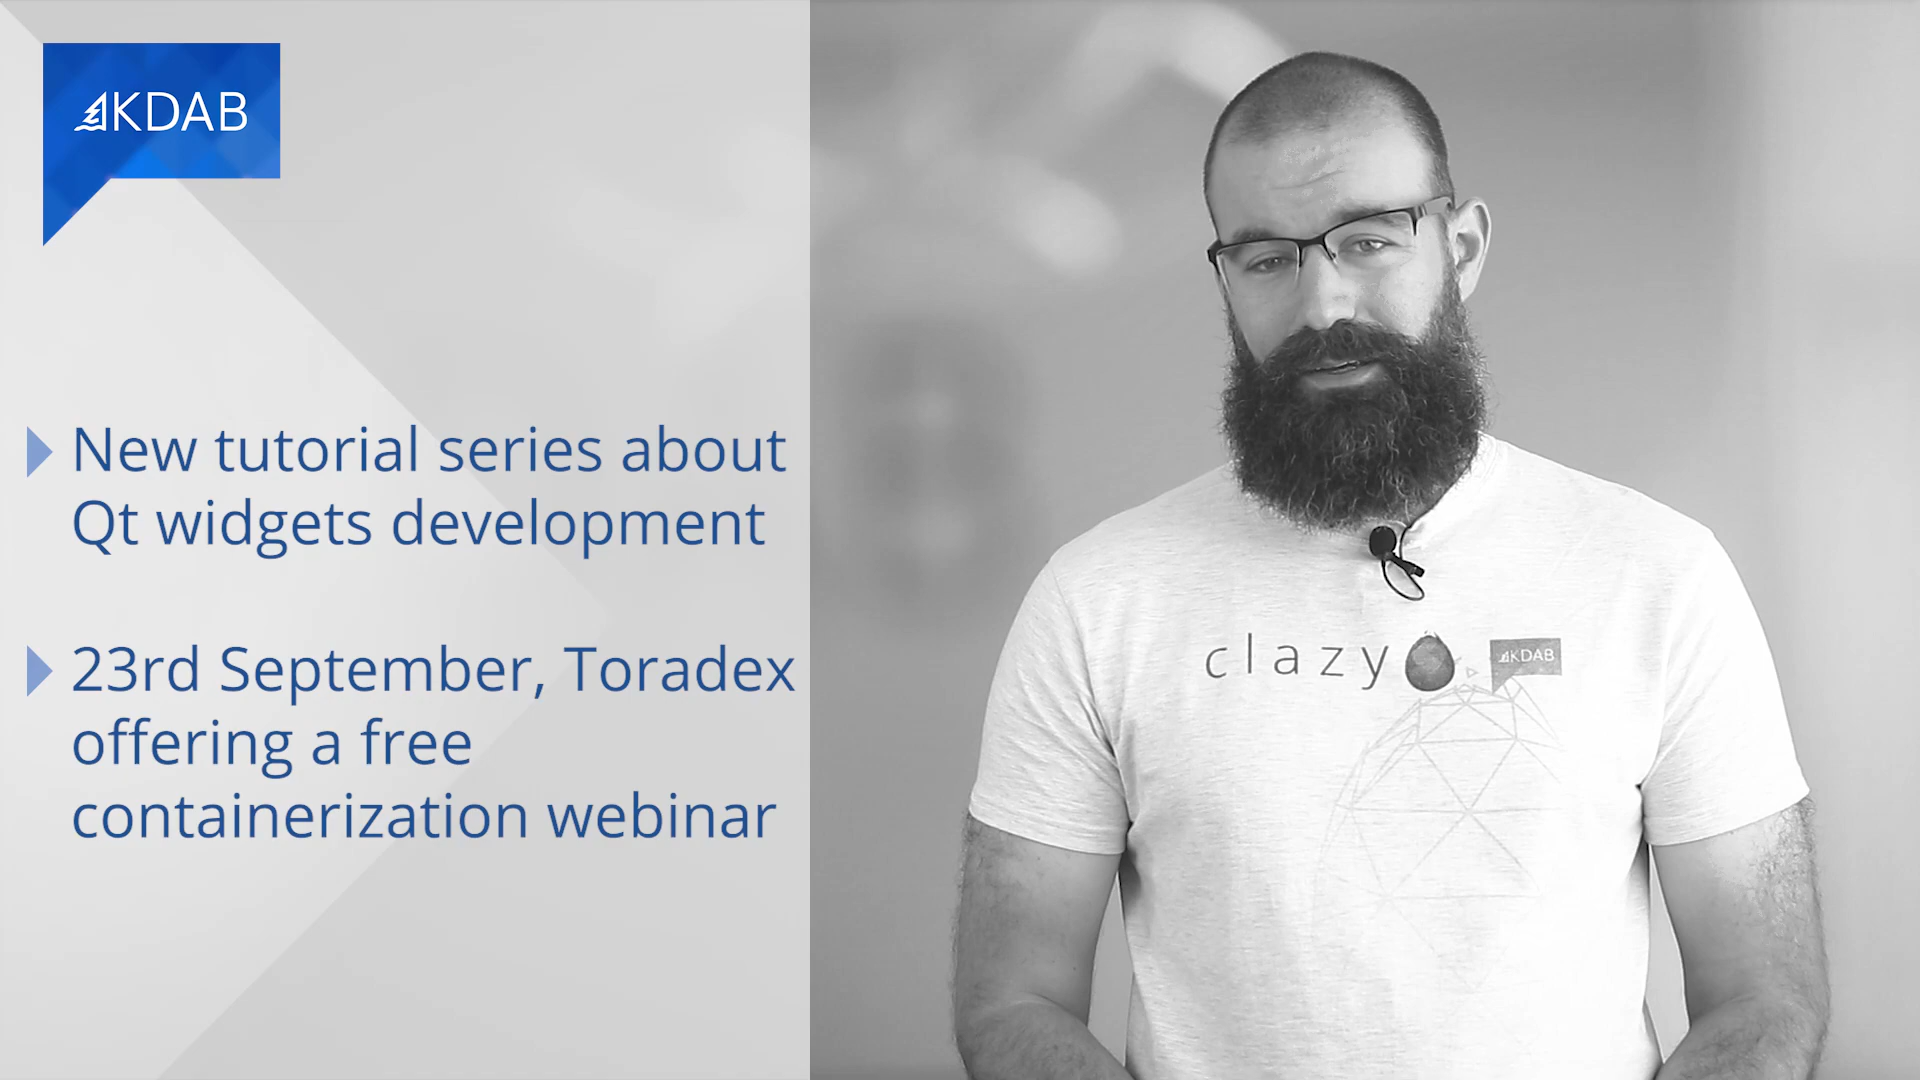 KDAB
New tutorial series about
Qt widgets development
23rd September, Toradex
offering a free
containerization webinar
clazy
KDAB